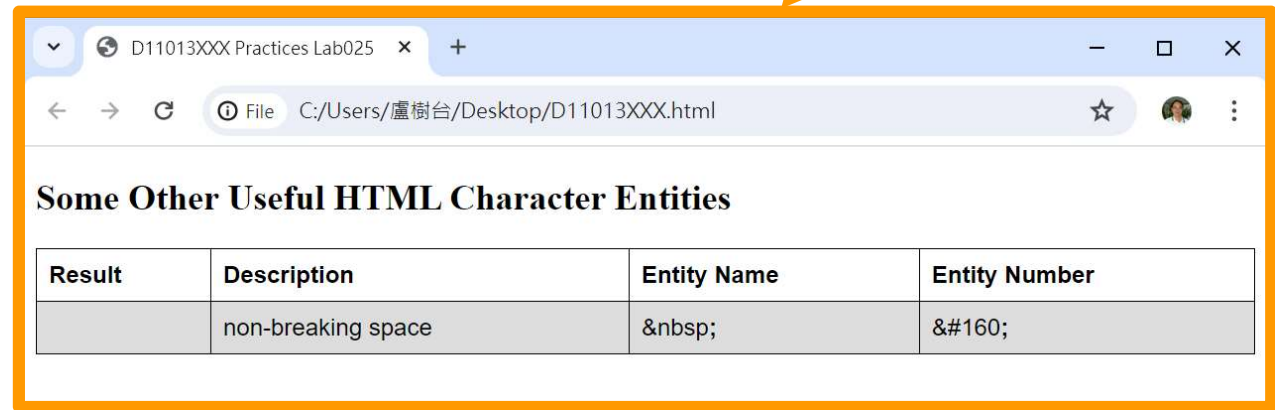 D11013XXX Practices Lab025
File C:/Users/盧樹台/Desktop/D11013XXX.html
Some Other Useful HTML Character Entities
Result Description Entity Name Entity Number
non-breaking space &nbsp; &#160;